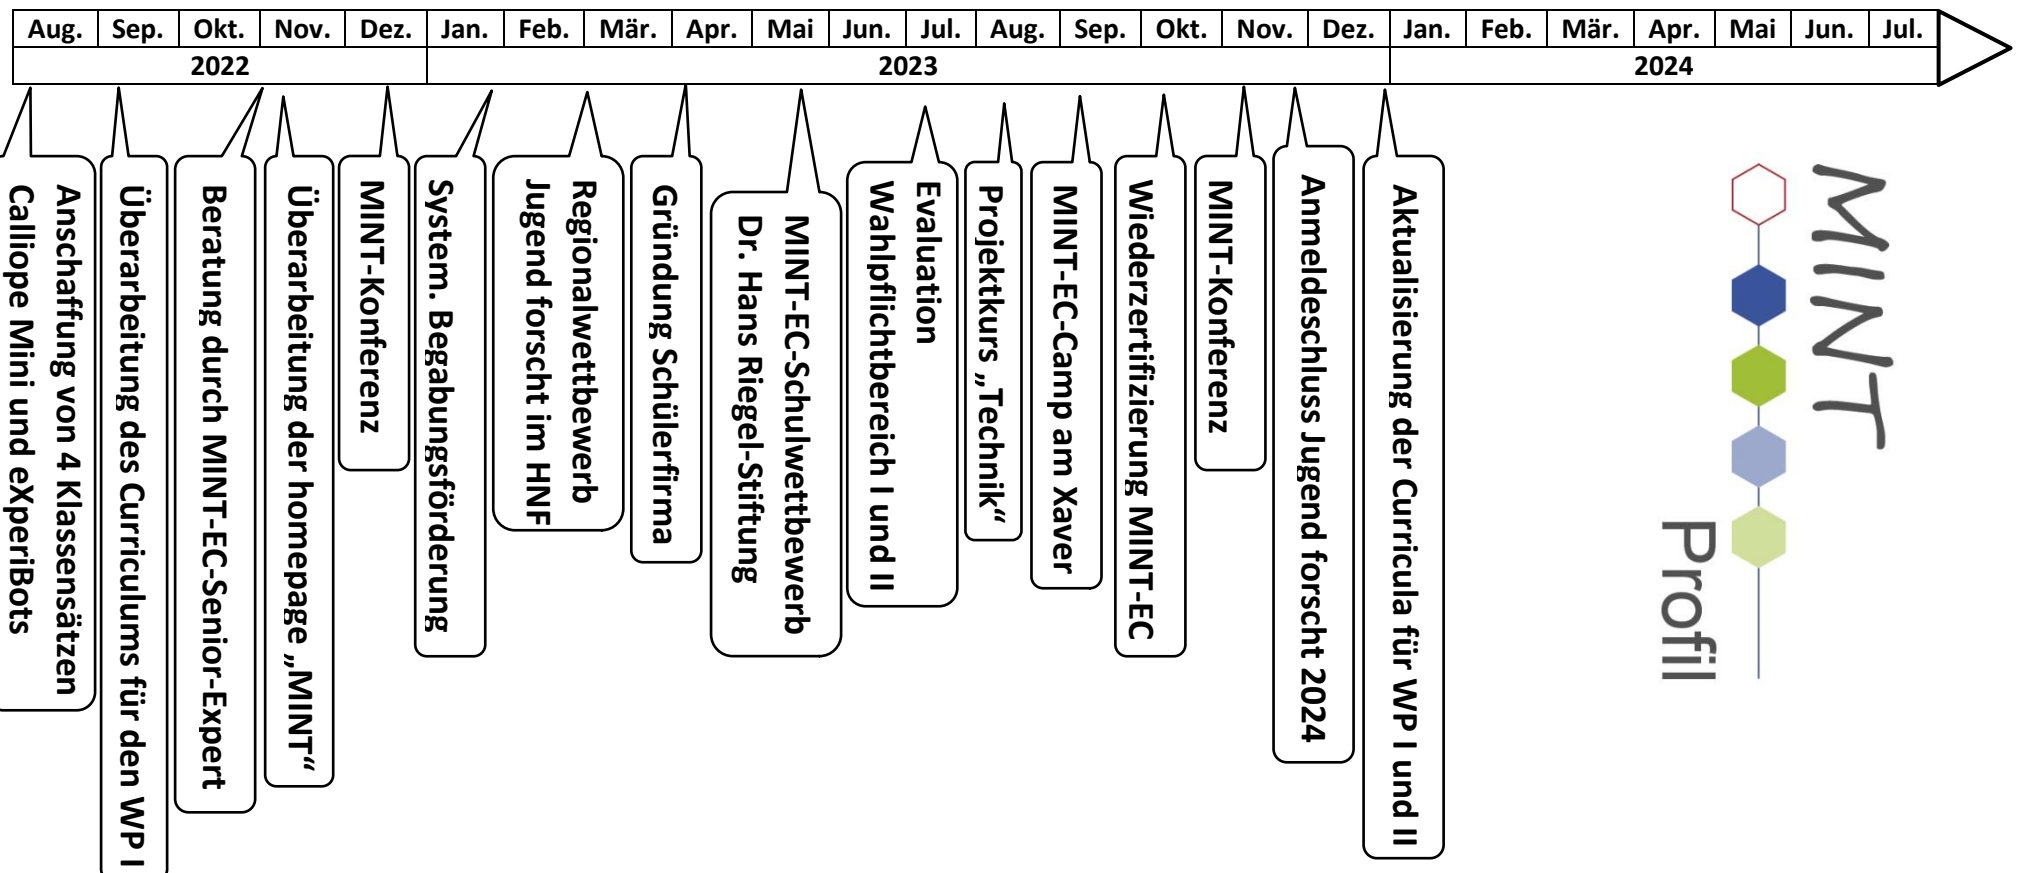 Aug. Sep. Okt. Nov. Dez. Jan. Feb. Mär. Apr. Mai Jun. Jul. Aug. Sep. Okt. Nov. Dez. Jan. Feb. Mär. Apr. Mai Jun. Jul.
2022 2023 2024
Anschaffung von 4 Klassensätzen
Calliope Mini und eXperiBots
Überarbeitung des Curriculums für den WP I
Beratung durch MINT-EC-Senior-Expert
Überarbeitung der homepage „MINT“
MINT-Konferenz
System. Begabungsförderung
Regionalwettbewerb
Jugend forscht im HNF
Gründung Schülerfirma
MINT-EC-Schulwettbewerb
Dr. Hans Riegel-Stiftung
Evaluation
Wahlpflichtbereich I und II
Projektkurs „Technik“
MINT-EC-Camp am Xaver
Wiederzertifizierung MINT-EC
MINT-Konferenz
Anmeldeschluss Jugend forscht 2024
Aktualisierung der Curricula für WP I und II
MINT
Profil